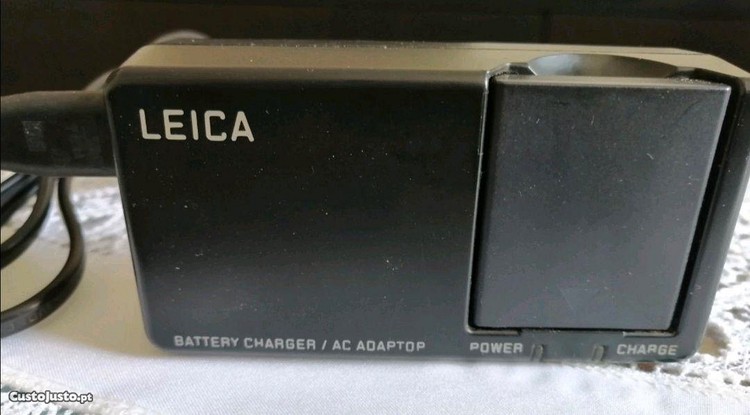 LEICA
BATTERY CHARGER / AC ADAPTOR
POWER CHARGE
CustoJusto.pt